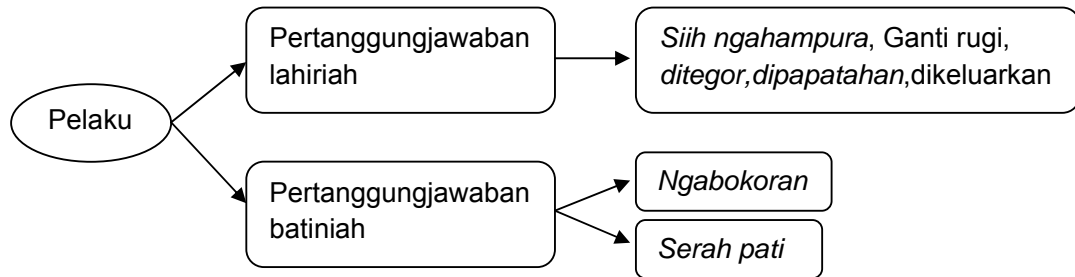 Pelaku
Pertanggungjawaban
lahiriah
Siih ngahampura, Ganti rugi,
ditegor,dipapatahan,dikeluarkan
Pertanggungjawaban
batiniah
Ngabokoran
Serah pati